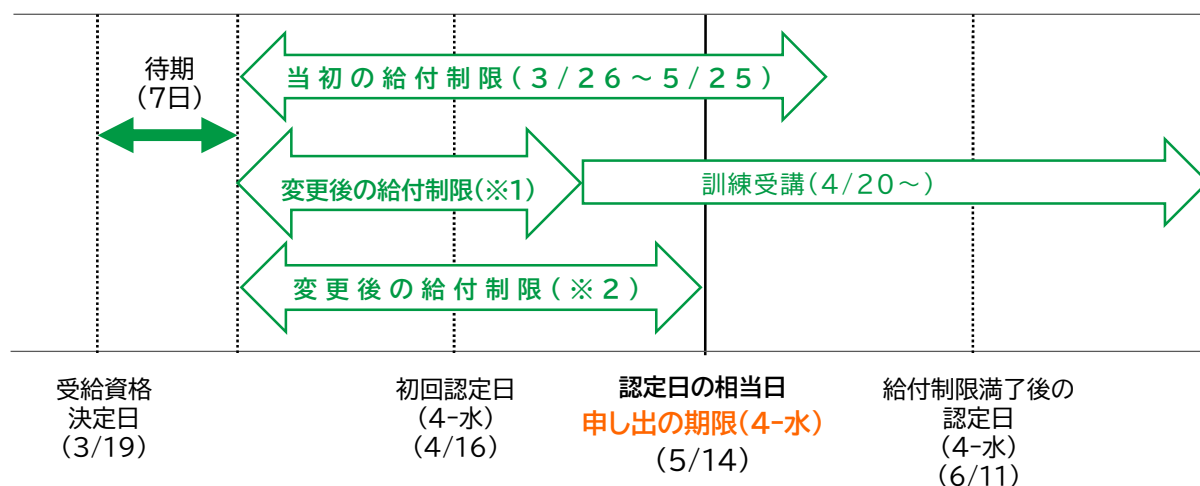 待期
(7日)
当初の給付制限(3/26～5/25)
変更後の給付制限(※1)
訓練受講(4/20～)
変更後の給付制限(※2)
受給資格
決定日
(3/19)
初回認定日
(4-水)
(4/16)
認定日の相当日
申し出の期限(4-水)
(5/14)
給付制限満了後の
認定日
(4-水)
(6/11)